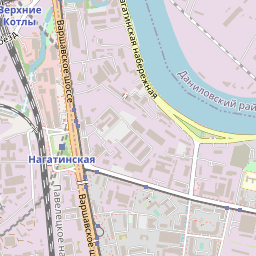 Верхние
Котлы
Варшавское шоссе
Нагатинская набережная
Даниловский рай
Нагатинская
Павелецкое на
Варшавское ш